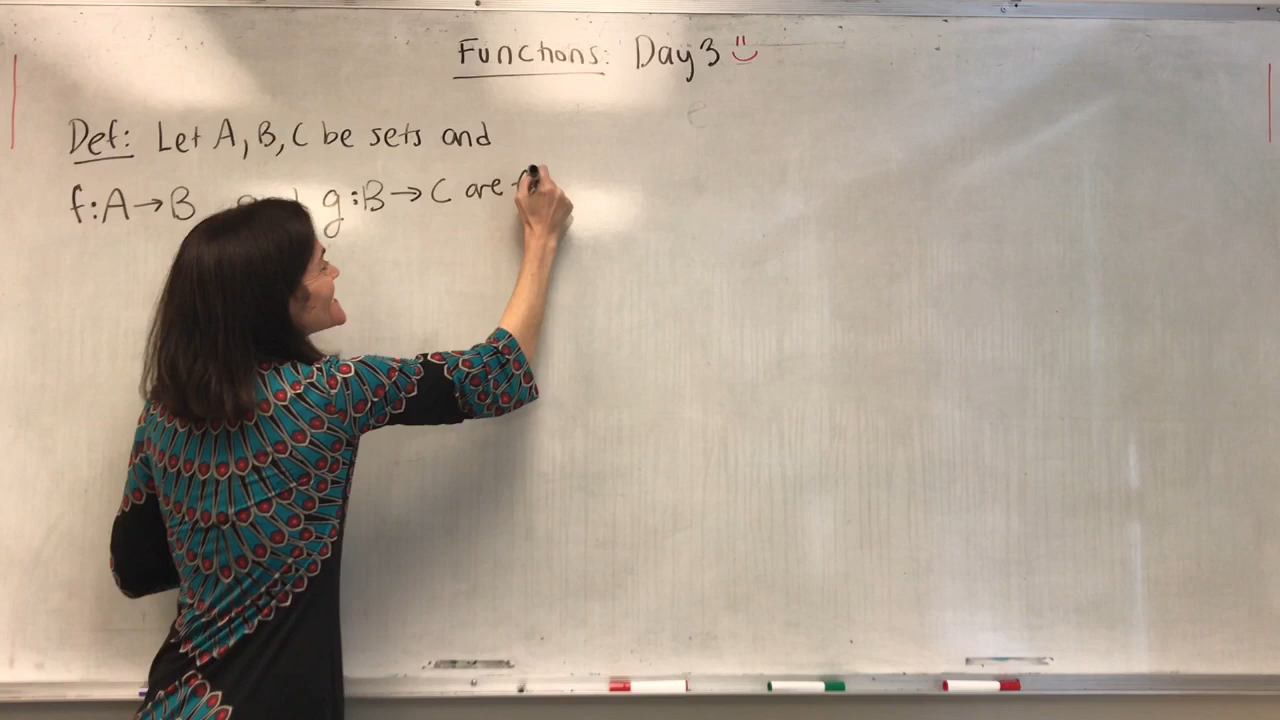 Functions: Day 3
Def: Let A, B, C be sets and
f: A → B g: B → C are